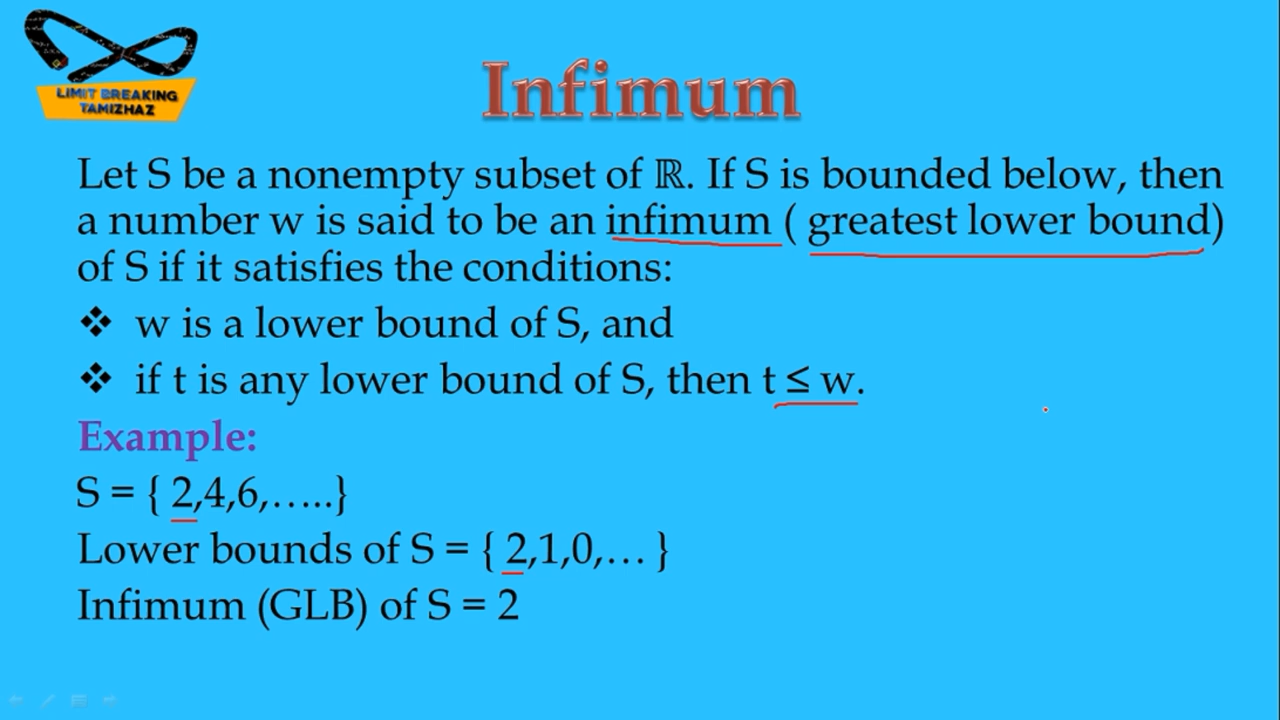 LIMIT BREAKING
TAMIZHAZ
Infimum
Let S be a nonempty subset of ℝ. If S is bounded below, then
a number w is said to be an infimum ( greatest lower bound)
of S if it satisfies the conditions:
❖ w is a lower bound of S, and
❖ if t is any lower bound of S, then t ≤ w.
Example:
S = { 2,4,6,…..}
Lower bounds of S = { 2,1,0,… }
Infimum (GLB) of S = 2